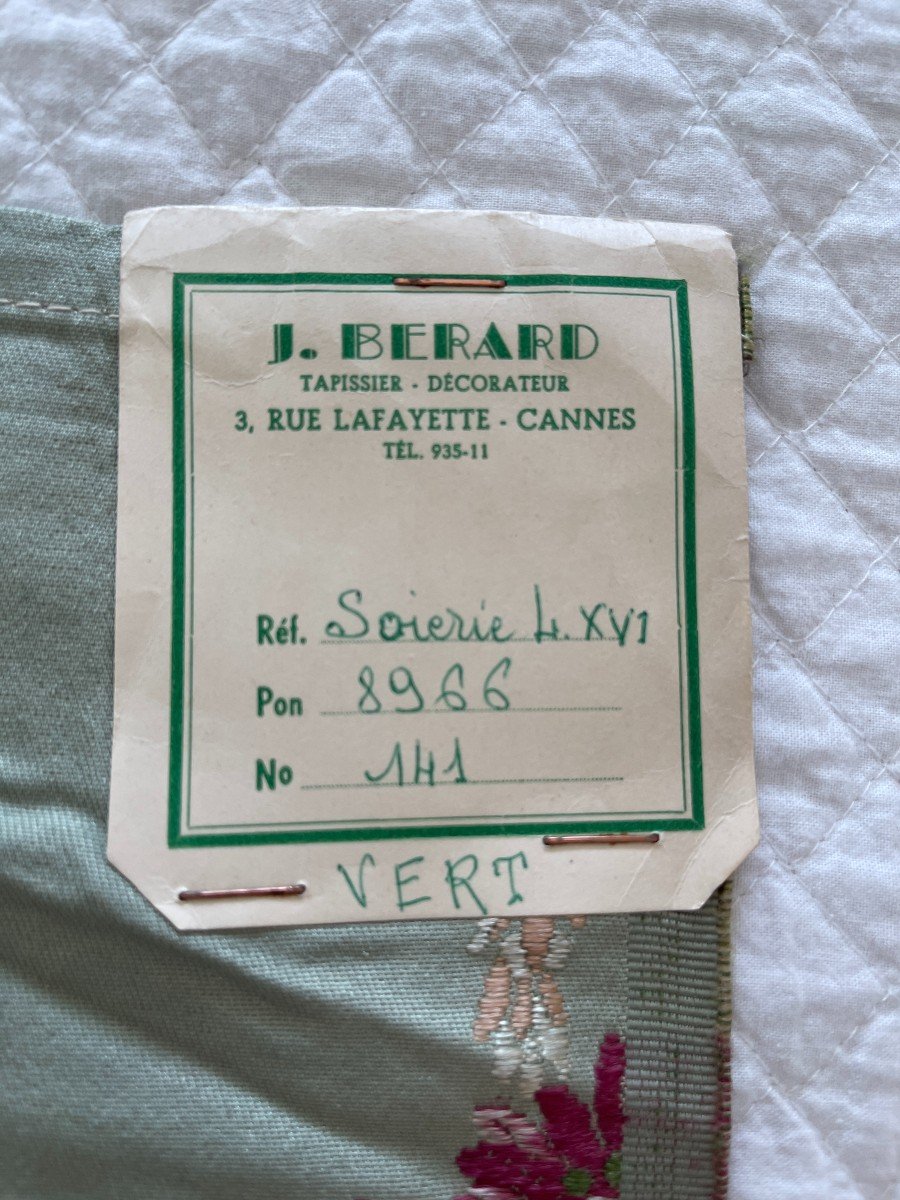 J. BERARD
TAPISSIER - DÉCORATEUR
3, RUE LAFAYETTE - CANNES
TÉL. 935-11
Réf. Soierie L. XVI
Pon 8966
No 141
VERT